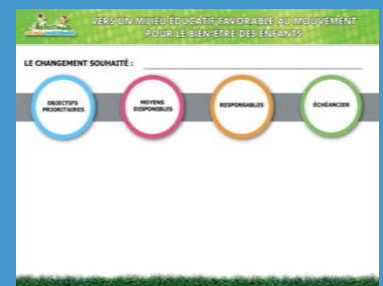 VERS UN MILIEU ÉDUCATIF FAVORABLE AU MOUVEMENT
POUR LE BIEN-ÊTRE DES ENFANTS
LE CHANGEMENT SOUHAITÉ :
OBJECTIFS
PRIORITAIRES
MOYENS
DISPONIBLES
RESPONSABLES
ÉCHÉANCIER